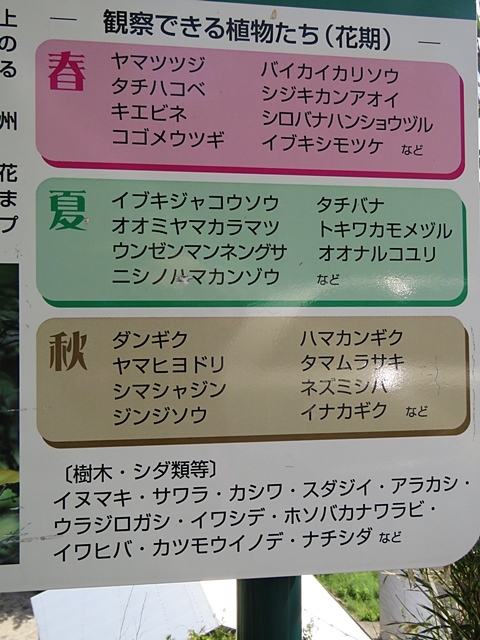 上
の
る
州
花
ま
プ
— 観察できる植物たち(花期) —
春
ヤマツツジ バイカイカリソウ
タチハコベ シジキカンアオイ
キエビネ シロバナハンショウヅル
コゴメウツギ イブキシモツケ など
夏
イブキジャコウソウ タチバナ
オオミヤマカラマツ トキワカモメヅル
ウンゼンマンネングサ オオナルコユリ
ニシノハマカンゾウ など
秋
ダンギク ハマカンギク
ヤマヒヨドリ タマムラサキ
シマシャジン ネズミシバ
ジンジソウ イナカギク など
〔樹木・シダ類等〕
イヌマキ・サワラ・カシワ・スダジイ・アラカシ・
ウラジロガシ・イワシデ・ホソバカナワラビ・
イワヒバ・カツモウイノデ・ナチシダ など